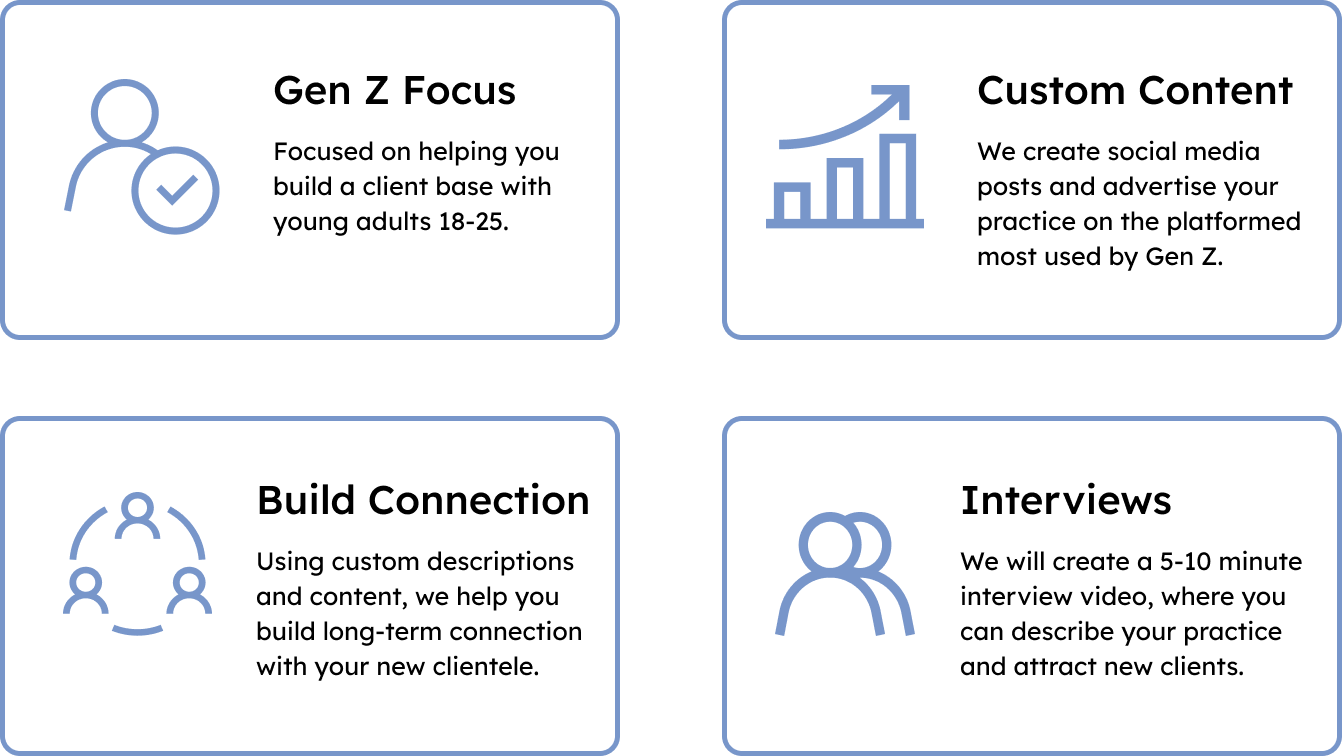 Gen Z Focus
Focused on helping you
build a client base with
young adults 18-25.
Custom Content
We create social media
posts and advertise your
practice on the platformed
most used by Gen Z.
Build Connection
Using custom descriptions
and content, we help you
build long-term connection
with your new clientele.
Interviews
We will create a 5-10 minute
interview video, where you
can describe your practice
and attract new clients.